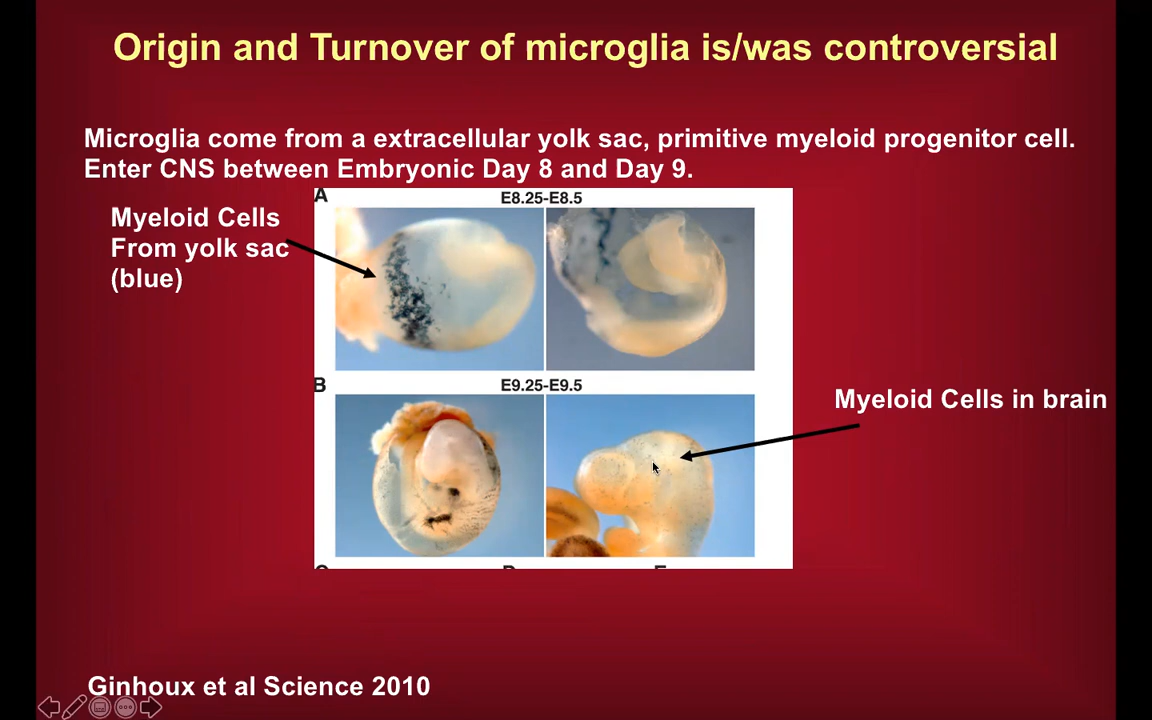 Origin and Turnover of microglia is/was controversial
Microglia come from a extracellular yolk sac, primitive myeloid progenitor cell.
Enter CNS between Embryonic Day 8 and Day 9.
A
E8.25-E8.5
Myeloid Cells
From yolk sac
(blue)
B
E9.25-E9.5
Myeloid Cells in brain
Ginhoux et al Science 2010